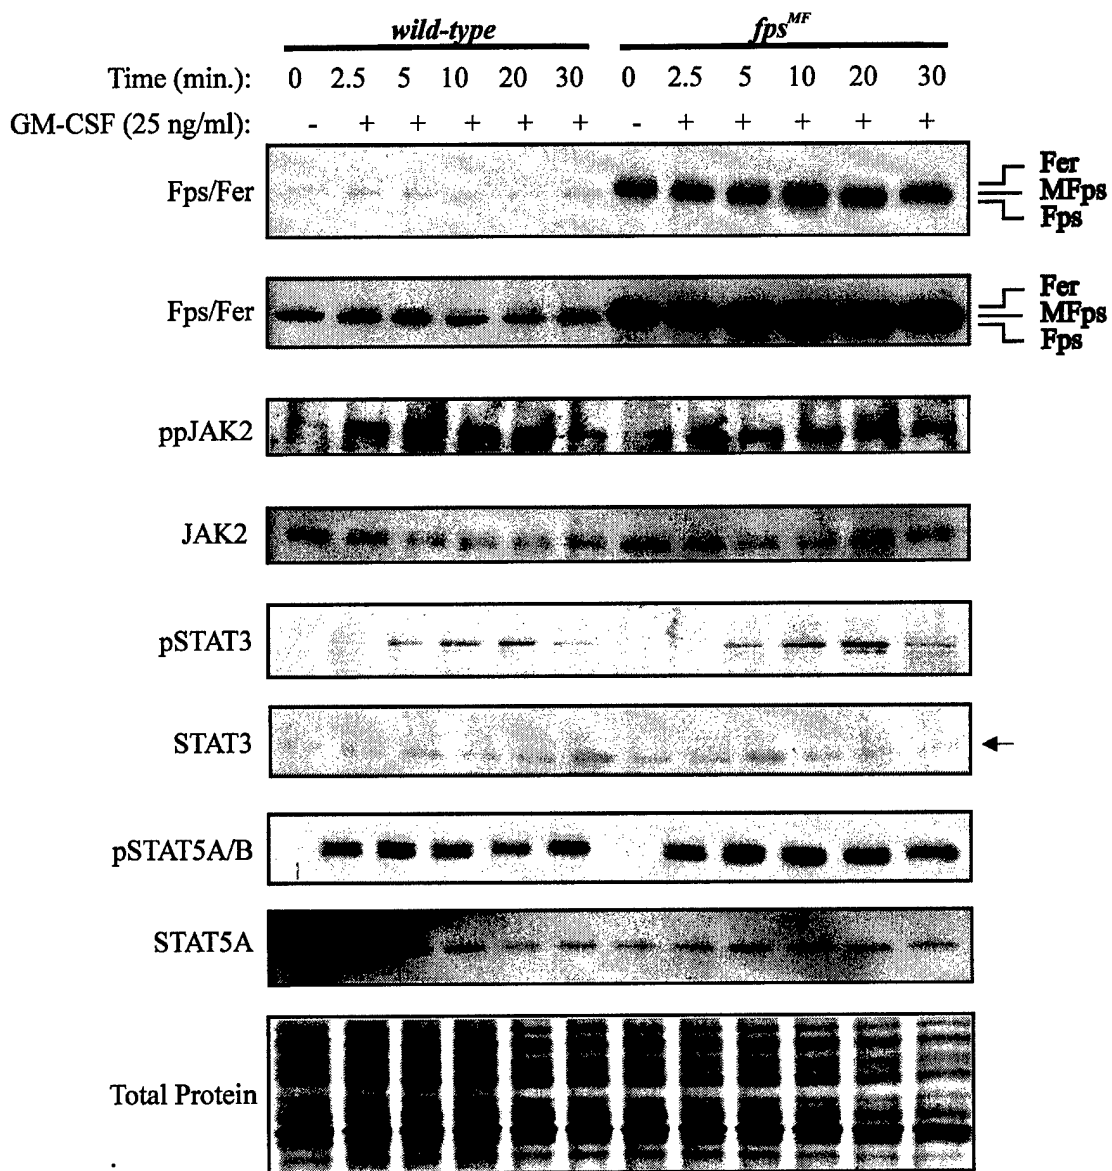 wild-type fps^MF
Time (min.): 0 2.5 5 10 20 30 0 2.5 5 10 20 30
GM-CSF (25 ng/ml): - + + + + + - + + + + +
Fer
Fps/Fer MFps
Fps
Fer
Fps/Fer MFps
Fps
ppJAK2
JAK2
pSTAT3
STAT3
pSTAT5A/B
STAT5A
Total Protein